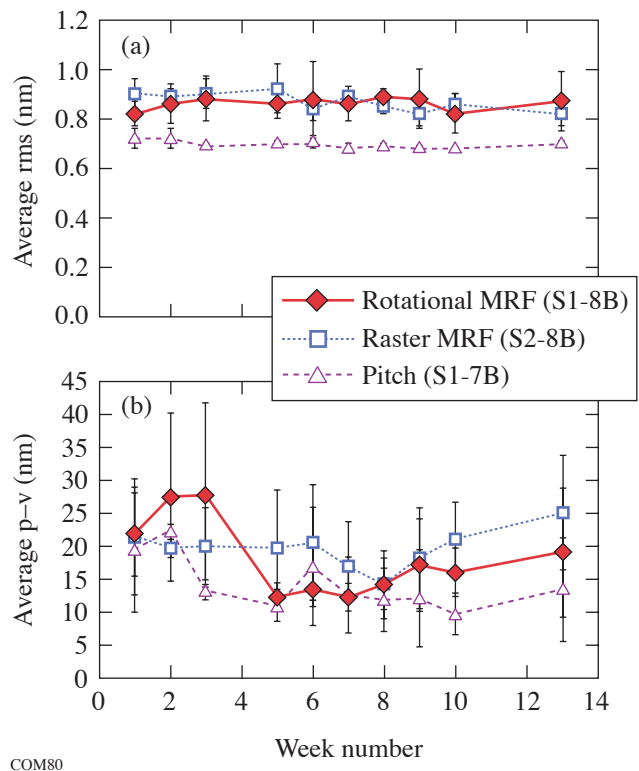 (a)
1.2
1.0
0.8
0.6
0.4
0.2
0.0
Average rms (nm)
Rotational MRF (S1-8B)
Raster MRF (S2-8B)
Pitch (S1-7B)
(b)
45
40
35
30
25
20
15
10
5
0
Average p–v (nm)
0 2 4 6 8 10 12 14
Week number
COM80